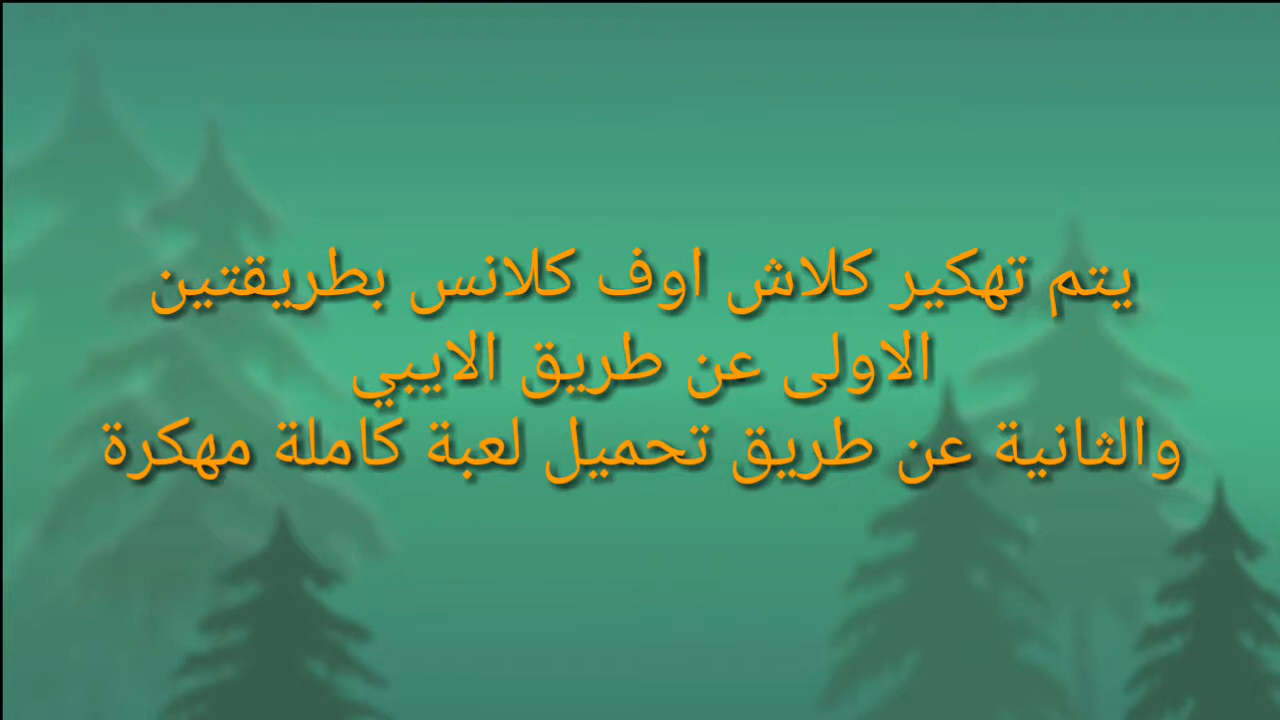 يتم تهكير كلاش اوف كلانس بطريقتين
الاولى عن طريق الايبي
والثانية عن طريق تحميل لعبة كاملة مهكرة